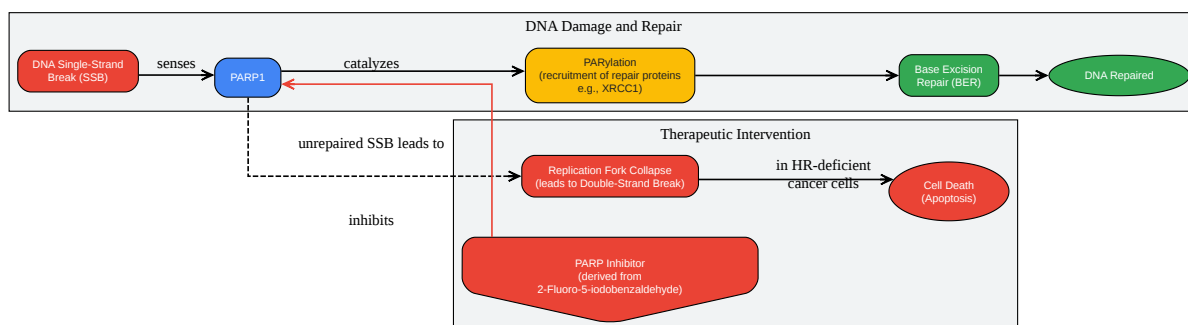 DNA Damage and Repair
DNA Single-Strand
Break (SSB)
senses
PARP1
catalyzes
PARylation
(recruitment of repair proteins
e.g., XRCC1)
Base Excision
Repair (BER)
DNA Repaired
Therapeutic Intervention
unrepaired SSB leads to
Replication Fork Collapse
(leads to Double-Strand Break)
in HR-deficient
cancer cells
Cell Death
(Apoptosis)
inhibits
PARP Inhibitor
(derived from
2-Fluoro-5-iodobenzaldehyde)